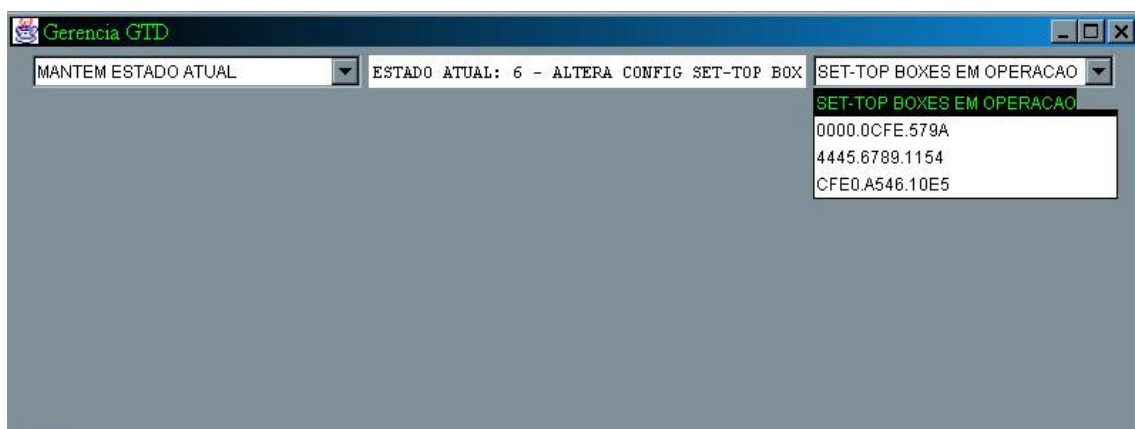 Gerencia GTD
MANTEM ESTADO ATUAL
ESTADO ATUAL: 6 - ALTERA CONFIG SET-TOP BOX
SET-TOP BOXES EM OPERACAO
SET-TOP BOXES EM OPERACAO
0000.0CFE.579A
4445.6789.1154
CFE0.A546.10E5